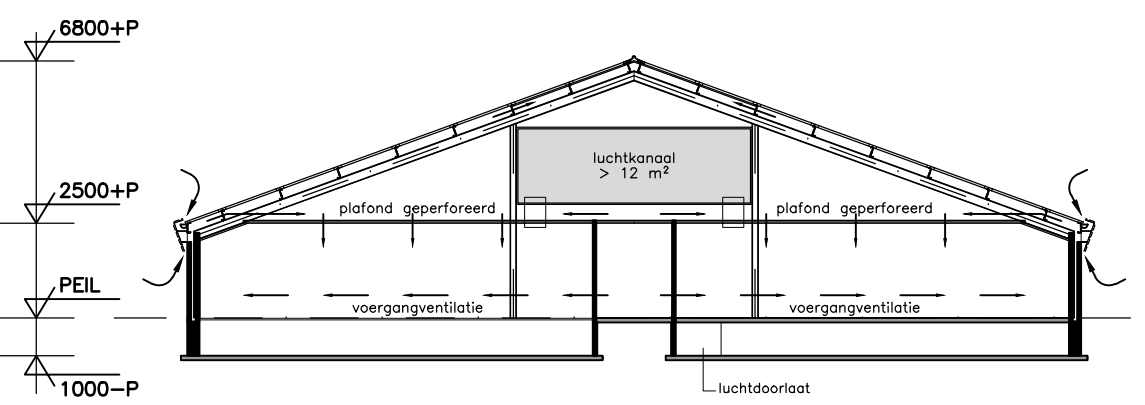 6800+P
luchtkanaal
> 12 m²
2500+P
plafond geperforeerd
plafond geperforeerd
PEIL
voergangventilatie
voergangventilatie
1000-P
luchtdoorlaat